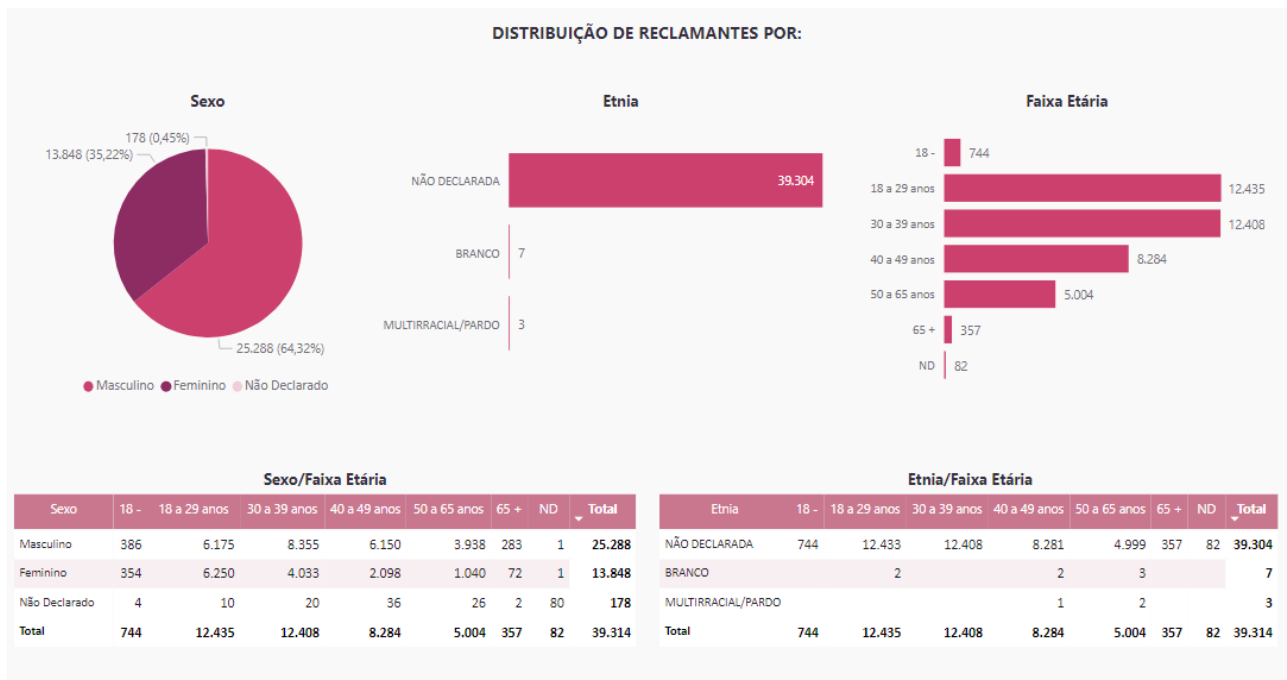 DISTRIBUIÇÃO DE RECLAMANTES POR:
Sexo
178 (0,45%)
13.848 (35,22%)
25.288 (64,32%)
Masculino Feminino Não Declarado
Etnia
NÃO DECLARADA 39.304
BRANCO 7
MULTIRRACIAL/PARDO 3
Faixa Etária
18 - 744
18 a 29 anos 12.435
30 a 39 anos 12.408
40 a 49 anos 8.284
50 a 65 anos 5.004
65 + 357
ND 82
Sexo/Faixa Etária
Sexo 18 - 18 a 29 anos 30 a 39 anos 40 a 49 anos 50 a 65 anos 65 + ND Total
Masculino 386 6.175 8.355 6.150 3.938 283 1 25.288
Feminino 354 6.250 4.033 2.098 1.040 72 1 13.848
Não Declarado 4 10 20 36 26 2 80 178
Total 744 12.435 12.408 8.284 5.004 357 82 39.314
Etnia/Faixa Etária
Etnia 18 - 18 a 29 anos 30 a 39 anos 40 a 49 anos 50 a 65 anos 65 + ND Total
NÃO DECLARADA 744 12.433 12.408 8.281 4.999 357 82 39.304
BRANCO 2 2 3 7
MULTIRRACIAL/PARDO 1 2 3
Total 744 12.435 12.408 8.284 5.004 357 82 39.314